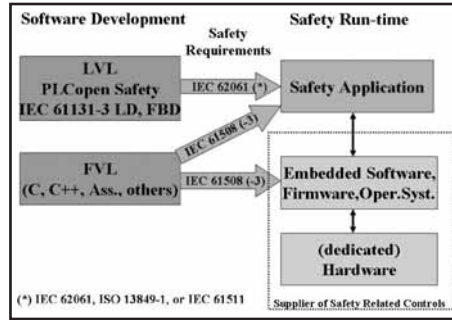 Software Development
Safety Run-time
Safety
Requirements
LVL
PLCopen Safety
IEC 61131-3 LD, FBD
IEC 62061 (*)
Safety Application
IEC 61508 (-3)
FVL
(C, C++, Ass., others)
IEC 61508 (-3)
Embedded Software,
Firmware,Oper.Syst.
(dedicated)
Hardware
(*) IEC 62061, ISO 13849-1, or IEC 61511
Supplier of Safety Related Controls